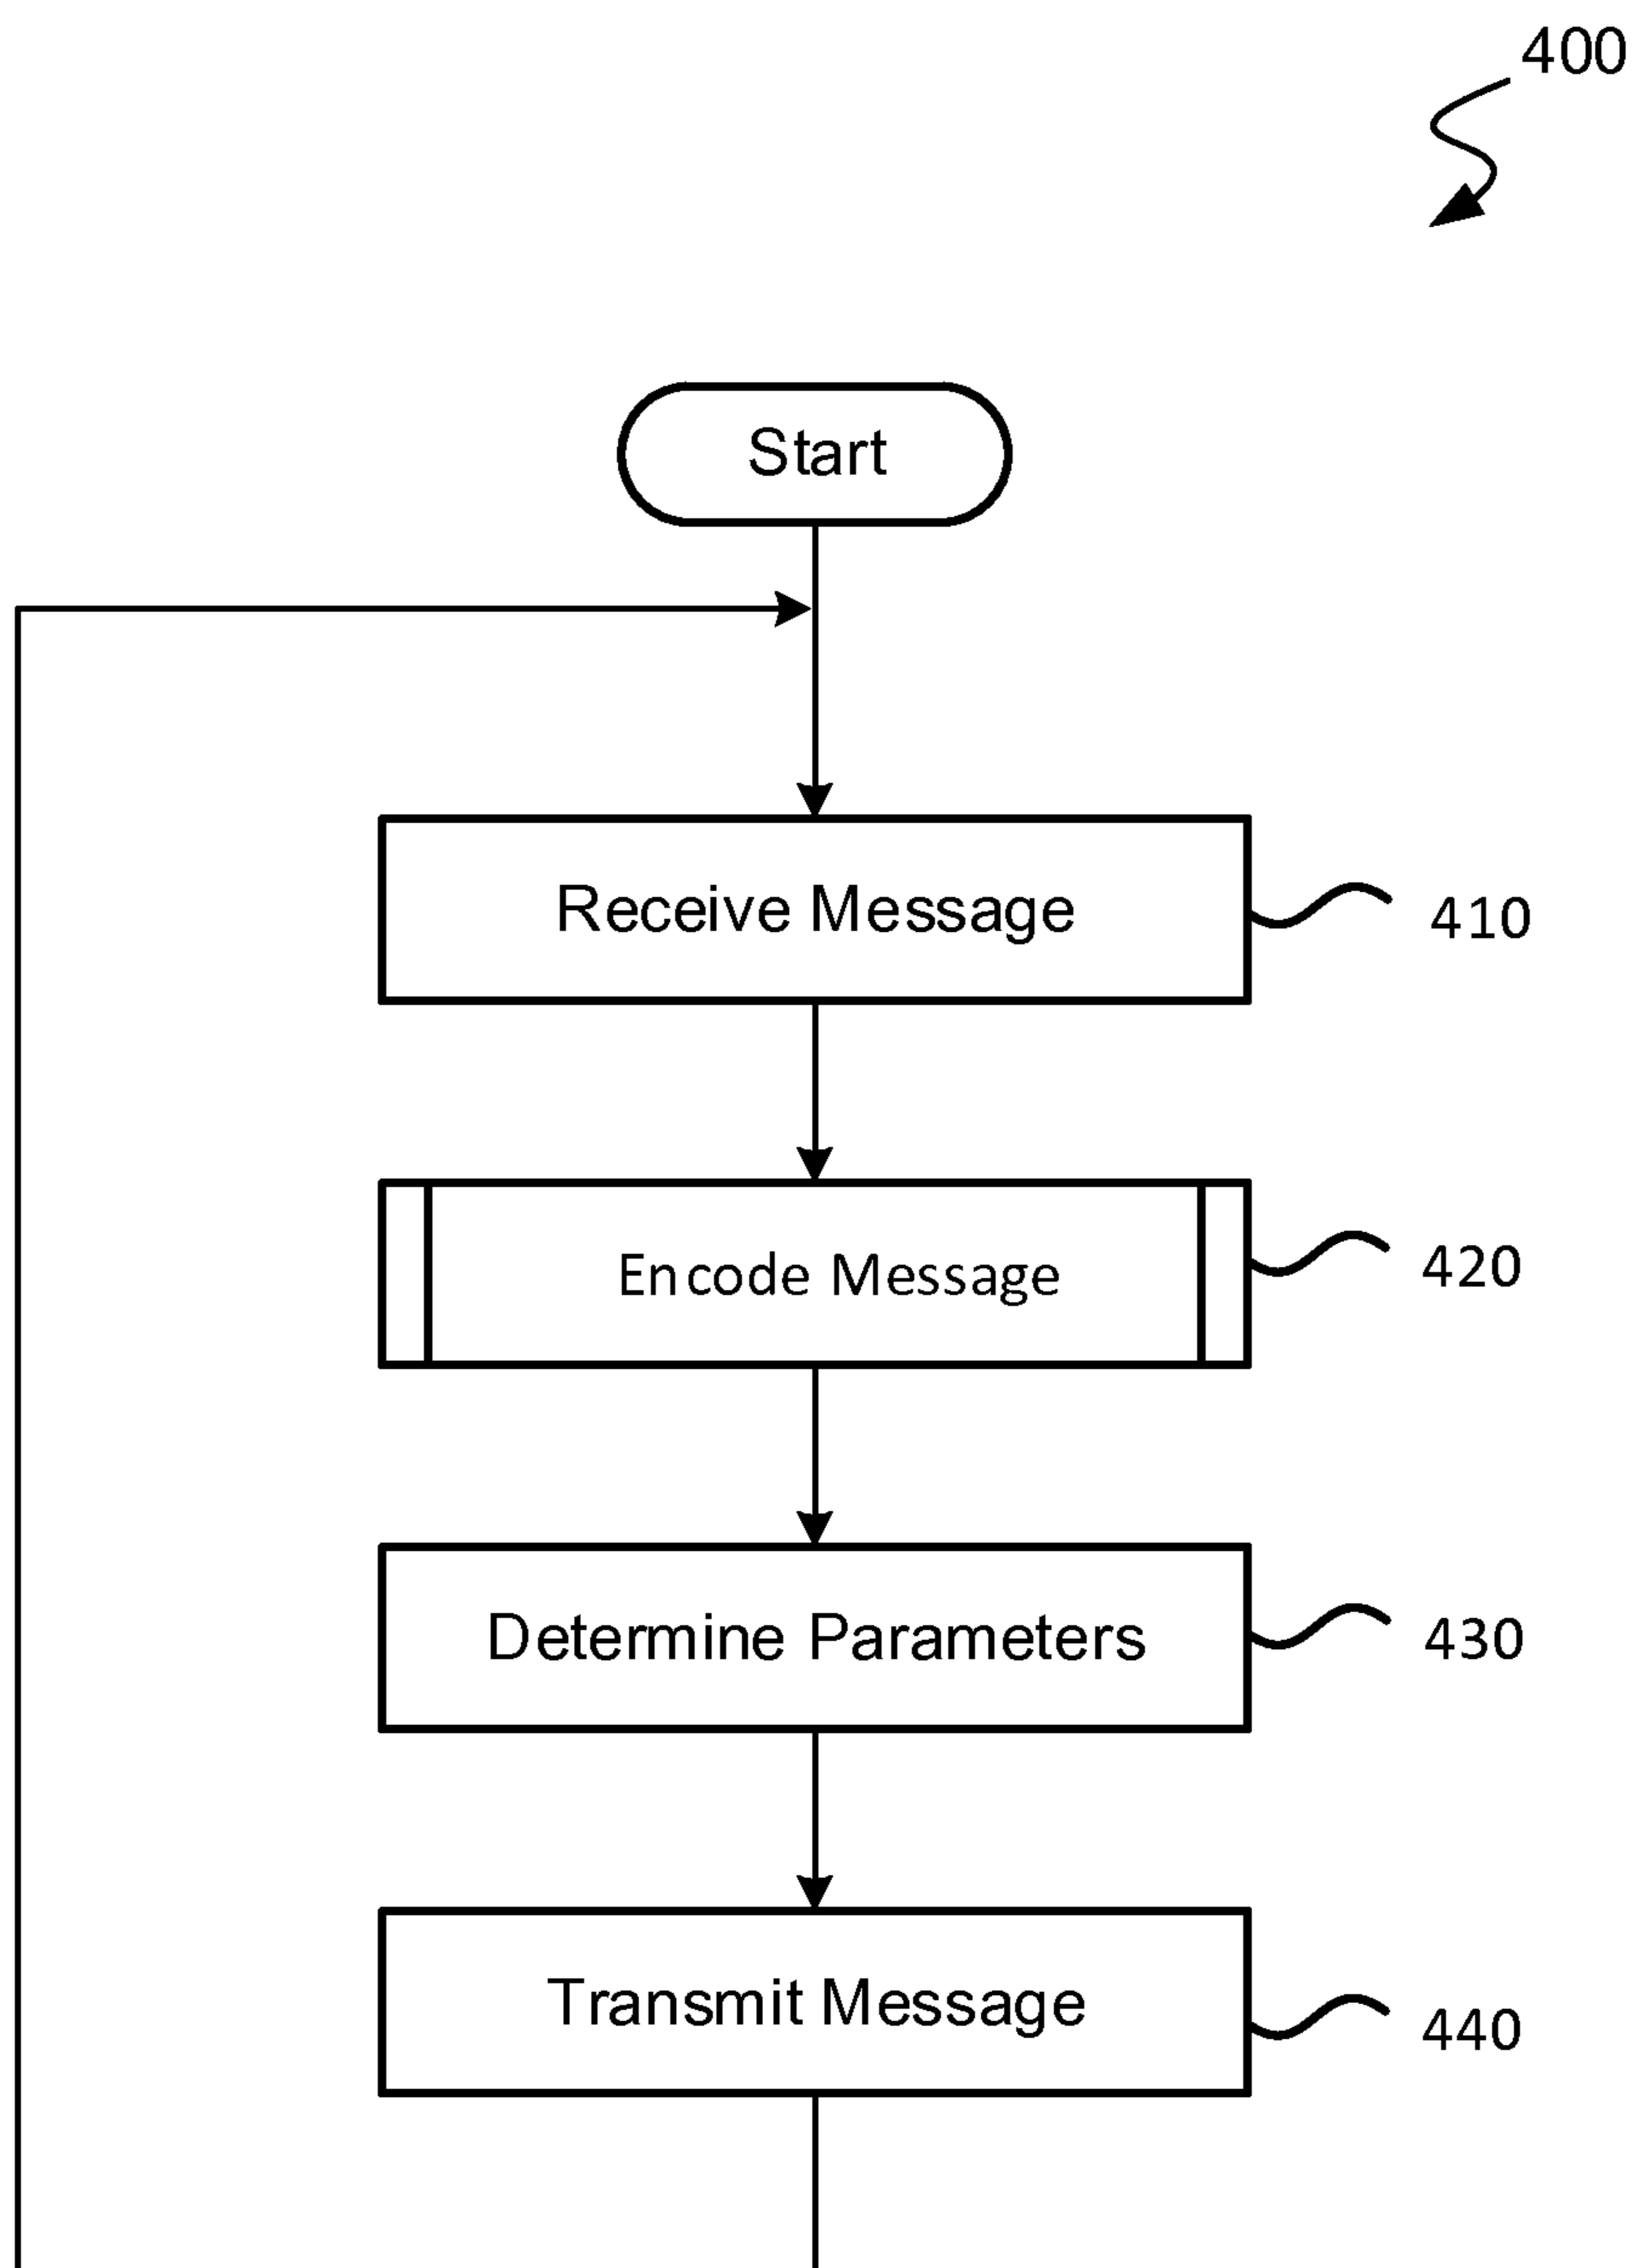 400
Start
Receive Message
410
Encode Message
420
Determine Parameters
430
Transmit Message
440